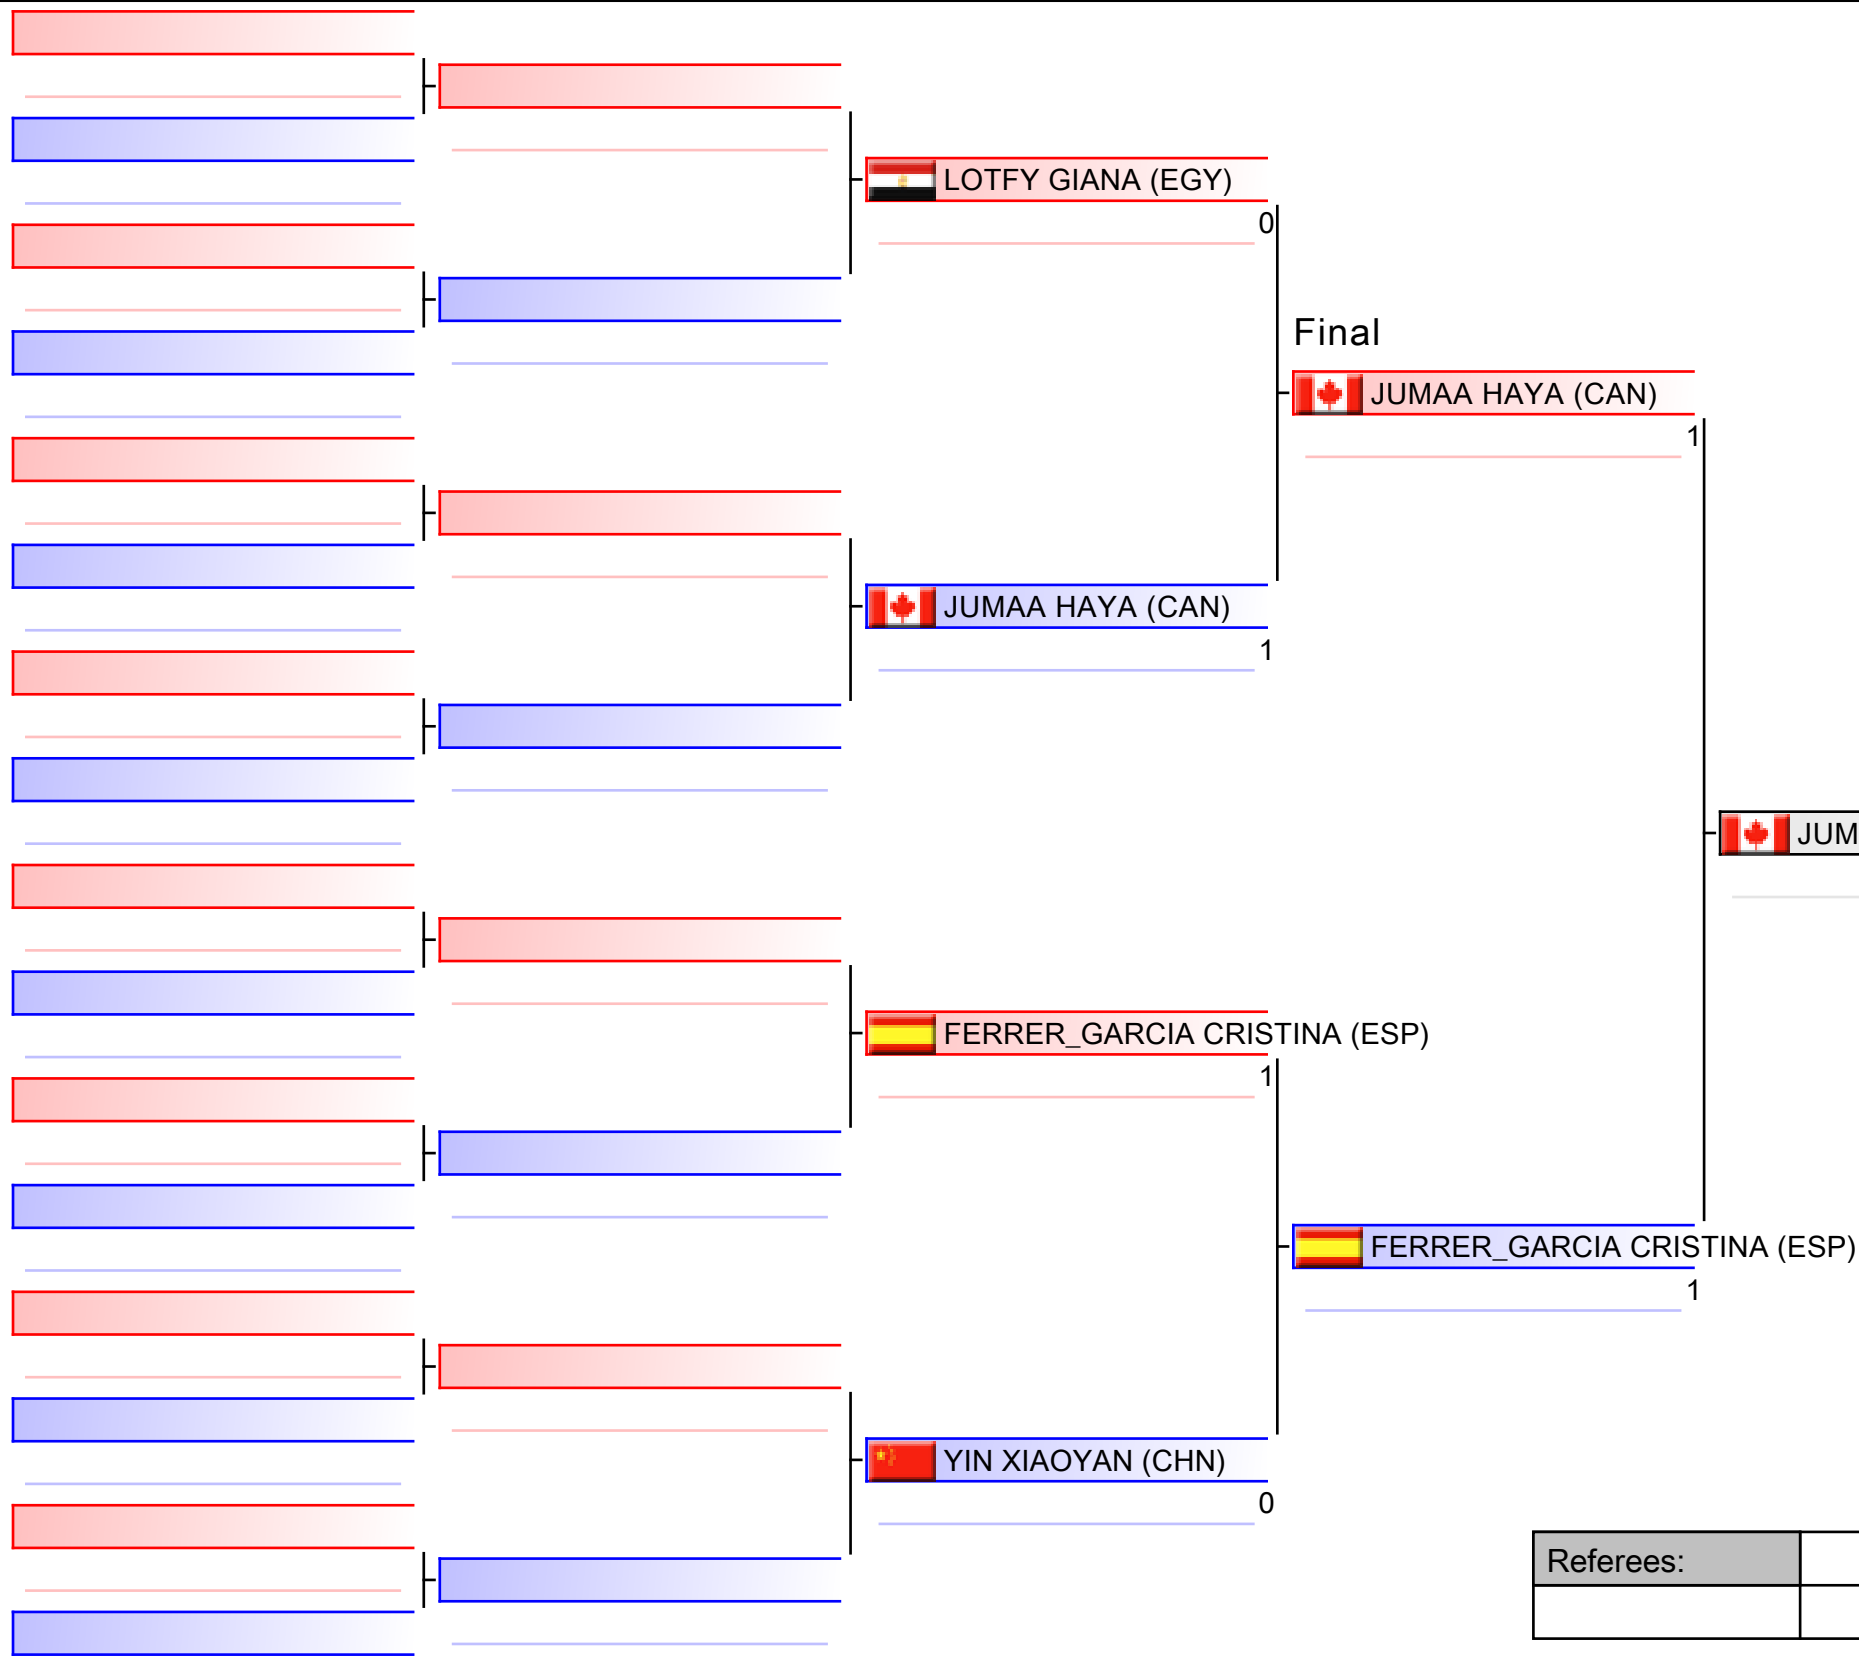 LOTFY GIANA (EGY)
0
Final
JUMAA HAYA (CAN)
1
JUMAA HAYA (CAN)
1
JUM
FERRER_GARCIA CRISTINA (ESP)
1
FERRER_GARCIA CRISTINA (ESP)
1
YIN XIAOYAN (CHN)
0
Referees: